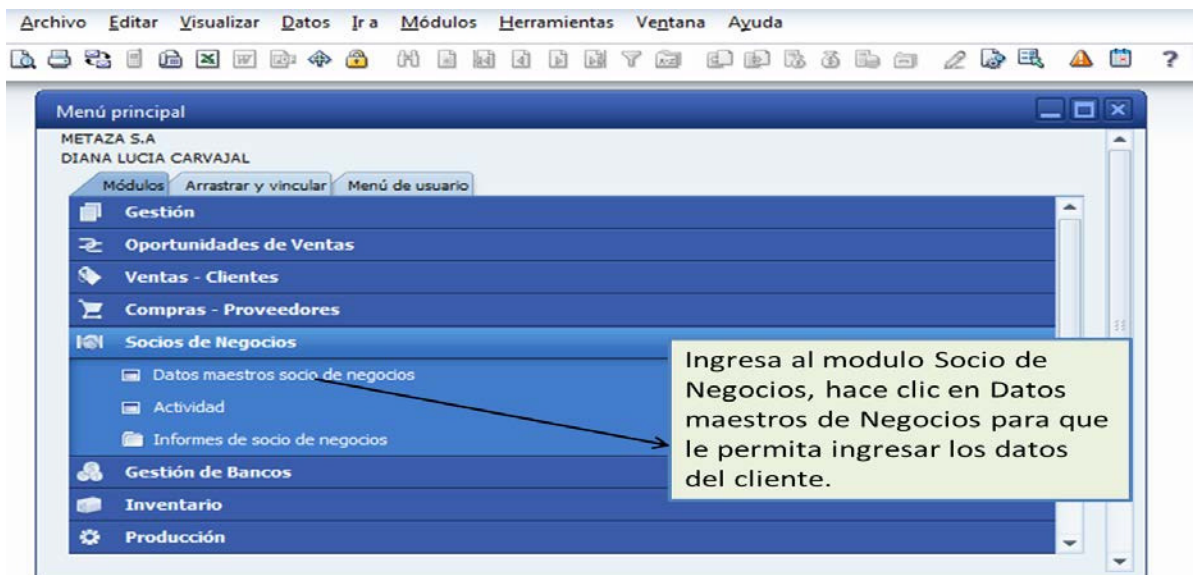 Archivo Editar Visualizar Datos Ir a Módulos Herramientas Ventana Ayuda
Menú principal
METAZA S.A
DIANA LUCIA CARVAJAL
Módulos Arrastrar y vincular Menú de usuario
Gestión
Oportunidades de Ventas
Ventas - Clientes
Compras - Proveedores
Socios de Negocios
Datos maestros socio de negocios
Actividad
Informes de socio de negocios
Gestión de Bancos
Inventario
Producción
Ingresa al modulo Socio de
Negocios, hace clic en Datos
maestros de Negocios para que
le permita ingresar los datos
del cliente.